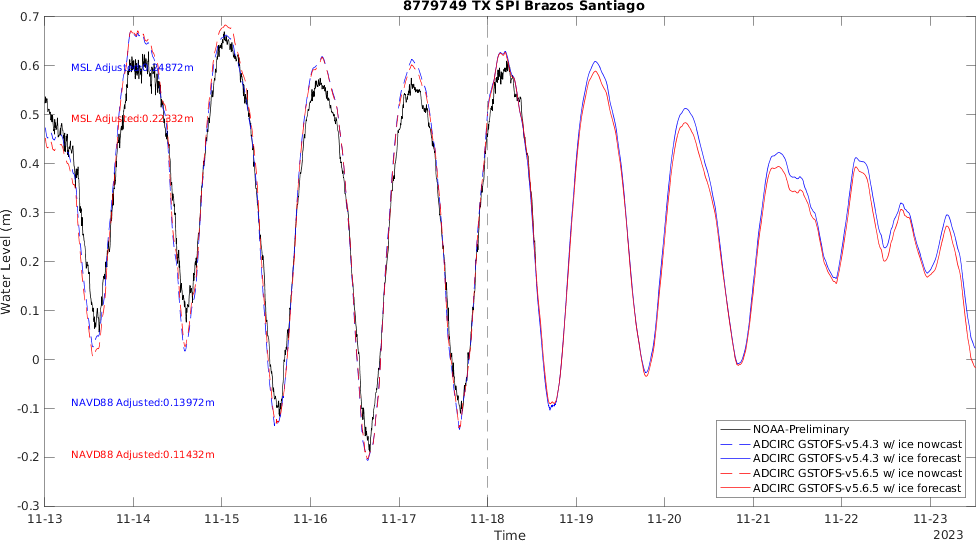 8779749 TX SPI Brazos Santiago
0.7
0.6
0.5
0.4
0.3
0.2
0.1
0
-0.1
-0.2
-0.3
Water Level (m)
MSL Adjusted:0.24872m
MSL Adjusted:0.22332m
NAVD88 Adjusted:0.13972m
NAVD88 Adjusted:0.11432m
NOAA-Preliminary
ADCIRC GSTOFS-v5.4.3 w/ ice nowcast
ADCIRC GSTOFS-v5.4.3 w/ ice forecast
ADCIRC GSTOFS-v5.6.5 w/ ice nowcast
ADCIRC GSTOFS-v5.6.5 w/ ice forecast
11-13 11-14 11-15 11-16 11-17 11-18 11-19 11-20 11-21 11-22 11-23
Time
2023